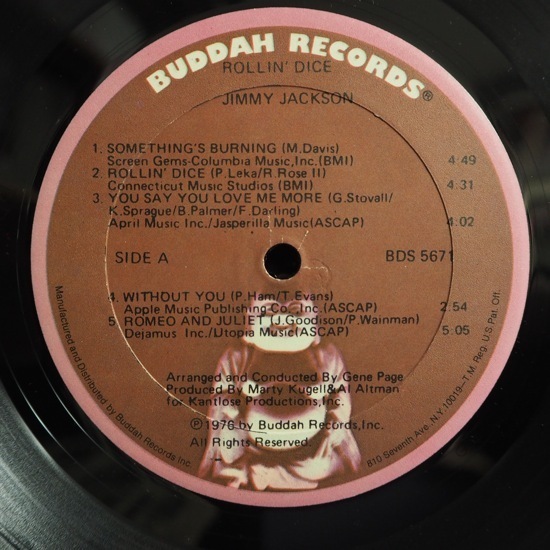 BUDDAH RECORDS®
ROLLIN' DICE
JIMMY JACKSON
1. SOMETHING'S BURNING (M.Davis)
Screen Gems-Columbia Music,Inc.(BMI) 4:49
2. ROLLIN' DICE (P.Leka/R.Rose II)
Connecticut Music Studios (BMI) 4:31
3. YOU SAY YOU LOVE ME MORE (G.Stovall/
K.Sprague/B.Palmer/F.Darling)
April Music Inc./Jasperilla Music(ASCAP) 4:02
SIDE A BDS 5671
4. WITHOUT YOU (P.Ham/T. Evans)
Apple Music Publishing Co., Inc.(ASCAP) 2:54
5. ROMEO AND JULIET (J.Goodison/P.Wainman)
Dejamus Inc./Utopia Music(ASCAP) 5:05
Arranged and Conducted By Gene Page
Produced By Marty Kugell&Al Altman
for Kantlose Productions,Inc.
℗1976 by Buddah Records,Inc.
All Rights Reserved.
Manufactured and Distributed by Buddah Records Inc.
810 Seventh Ave. N.Y. 10019–T.M. Reg. U.S Pat. Off.